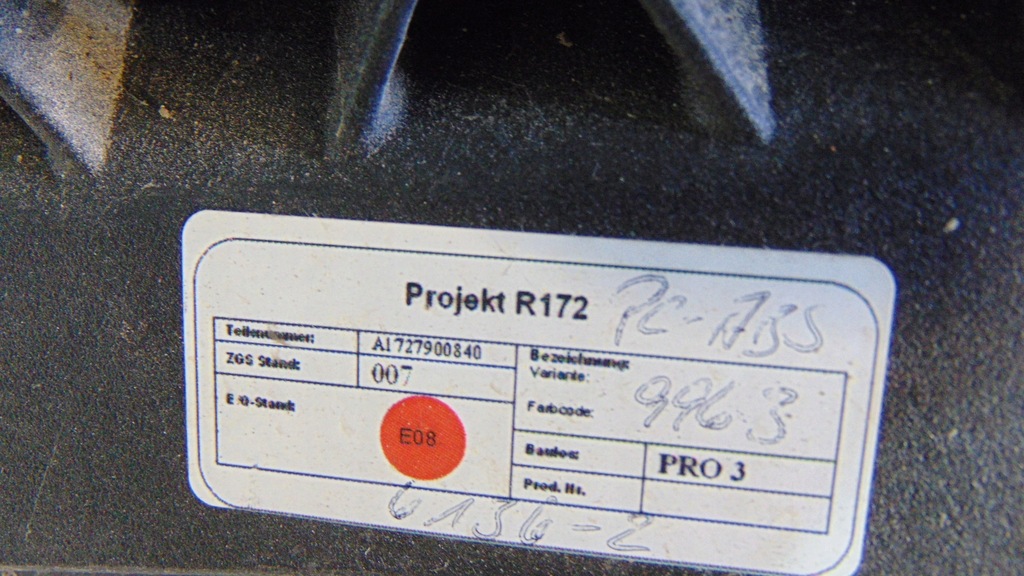 Projekt R172 PC-ABS
Teilenummer: A1727900840
ZGS Stand: 007
E/Q-Stand: E08
Bezeichnung:
Variante:
Farbcode: 9963
Baulos: PRO 3
Prod. Nr.
6136-2